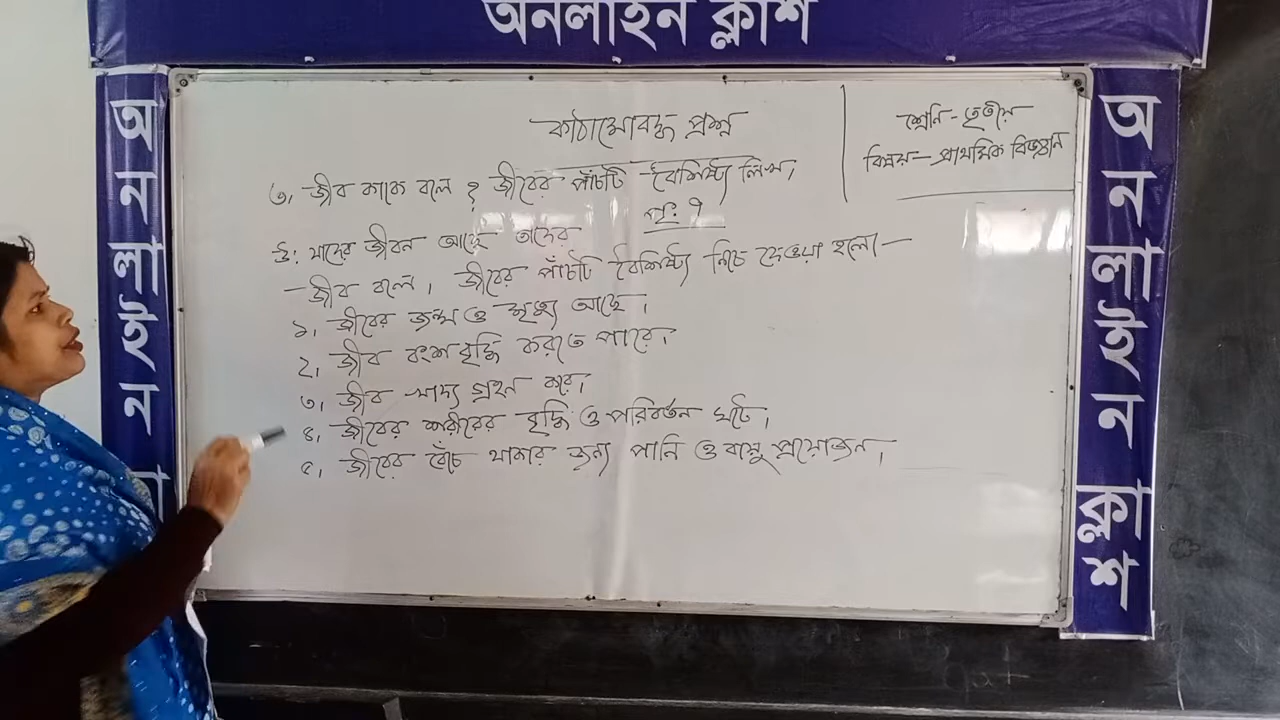 অনলাইন ক্লাশ
অনলাইন ক্লাশ
অনলাইন ক্লাশ
কাঠামোবদ্ধ প্রশ্ন
শ্রেনি - তৃতীয়
বিষয় - প্রাথমিক বিজ্ঞান
৩, জীব কাকে বলে? জীবের পাঁচটি বৈশিষ্ট্য লিখ।
পৃঃ ৭
উ: যাদের জীবন আছে তাদের
জীব বলে। জীবের পাঁচটি বৈশিষ্ট্য নিচে দেওয়া হলো -
১, জীবের জন্ম ও মৃত্যু আছে।
২, জীব বংশবৃদ্ধি করতে পারে।
৩, জীব খাদ্য গ্রহণ করে।
৪, জীবের শরীরের বৃদ্ধি ও পরিবর্তন ঘটে।
৫, জীবের বেঁচে থাকার জন্য পানি ও বায়ু প্রয়োজন।